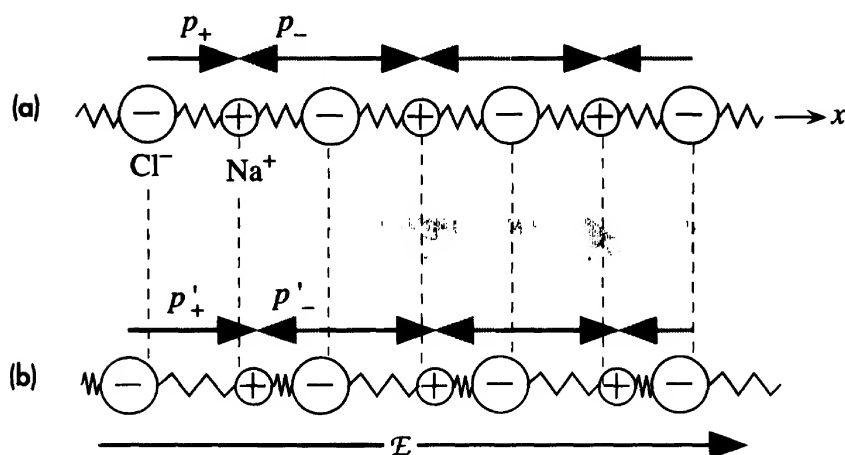 p₊ p₋
(a)
− + − + − + −
x
Cl⁻ Na⁺
p'₊ p'₋
(b)
− + − + − + −
ℰ